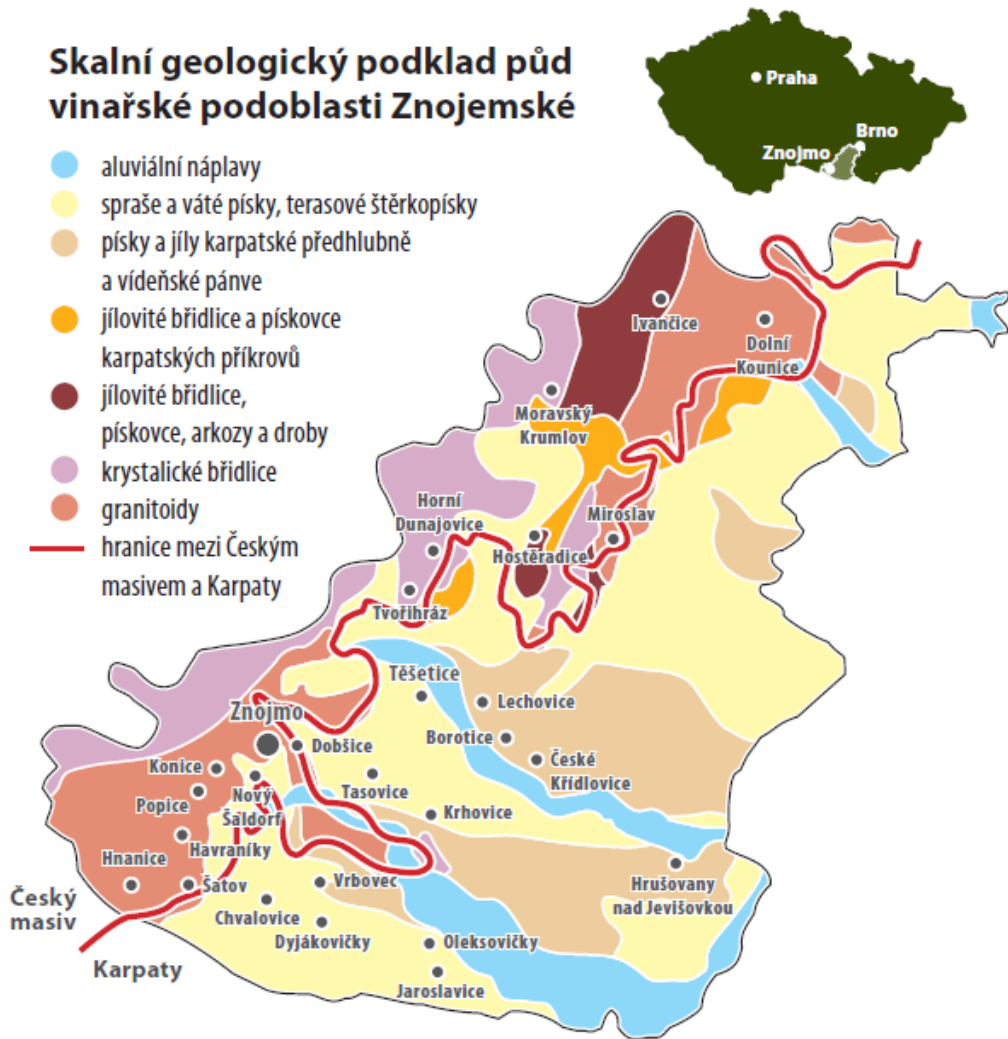 Skalní geologický podklad půd
vinařské podoblasti Znojemské
aluviální náplavy
spraše a váté písky, terasové štěrkopísky
písky a jíly karpatské předhlubně
a vídeňské pánve
jílovité břidlice a pískovce
karpatských příkrovů
jílovité břidlice,
pískovce, arkozy a droby
krystalické břidlice
granitoidy
hranice mezi Českým
masivem a Karpaty
Praha
Brno
Znojmo
Ivančice
Dolní
Kounice
Moravský
Krumlov
Horní
Dunajovice
Miroslav
Hostěradice
Tvořihráz
Těšetice
Lechovice
Znojmo
Borotice
Dobšice
České
Křídlovice
Konice
Tasovice
Popice
Nový
Šaldorf
Krhovice
Havraníky
Hnanice
Šatov
Vrbovec
Hrušovany
nad Jevišovkou
Český
masiv
Chvalovice
Dyjákovičky
Oleksovičky
Karpaty
Jaroslavice